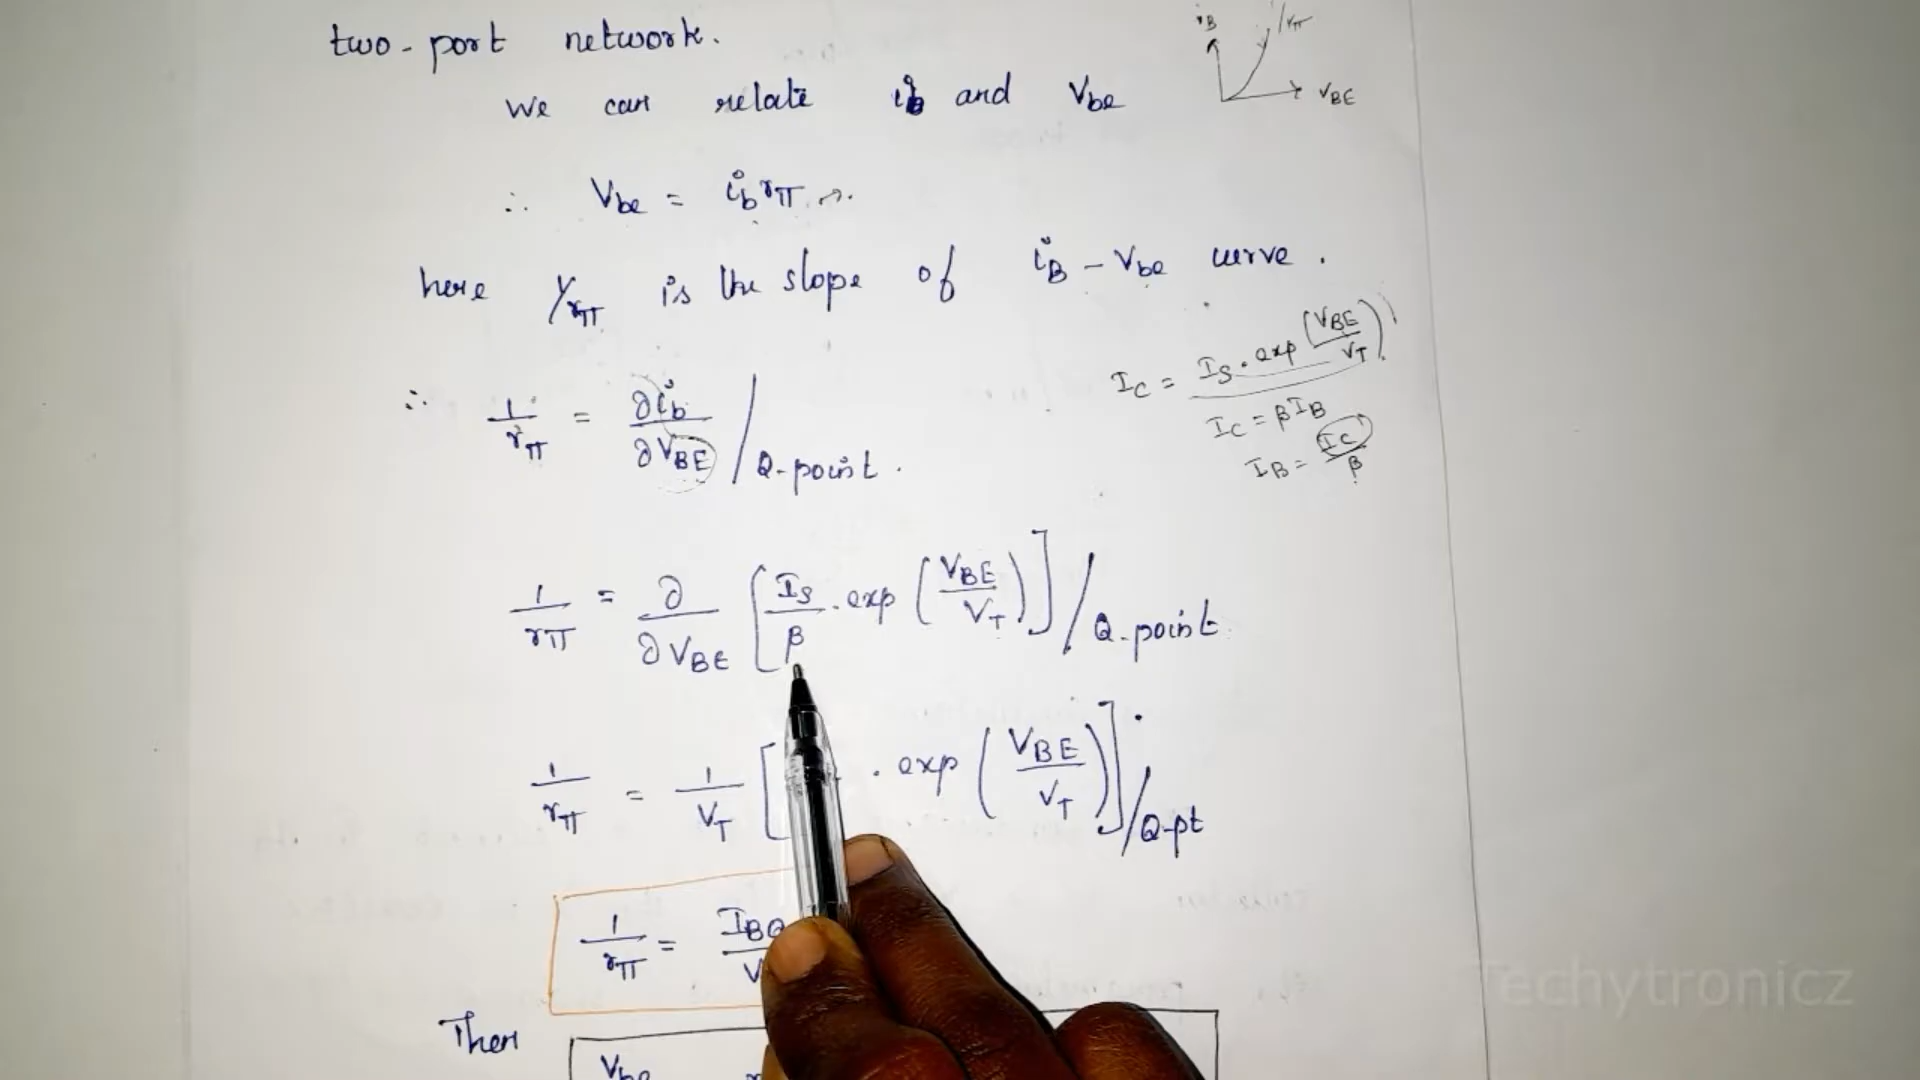 two-port network.
iB
1/rπ
VBE
We can relate ib and Vbe
∴ Vbe = ib rπ
here 1/rπ is the slope of iB - Vbe curve.
IC = IS . exp (VBE/VT)
IC = βIB
IB = IC/β
∴ 1/rπ = ∂ib/∂VBE / Q-point.
1/rπ = ∂/∂VBE [IS/β . exp (VBE/VT)] / Q-point
1/rπ = 1/VT [ . exp (VBE/VT)] / Q-pt
1/rπ = IBQ/V
Then
Vbe
Techytronicz